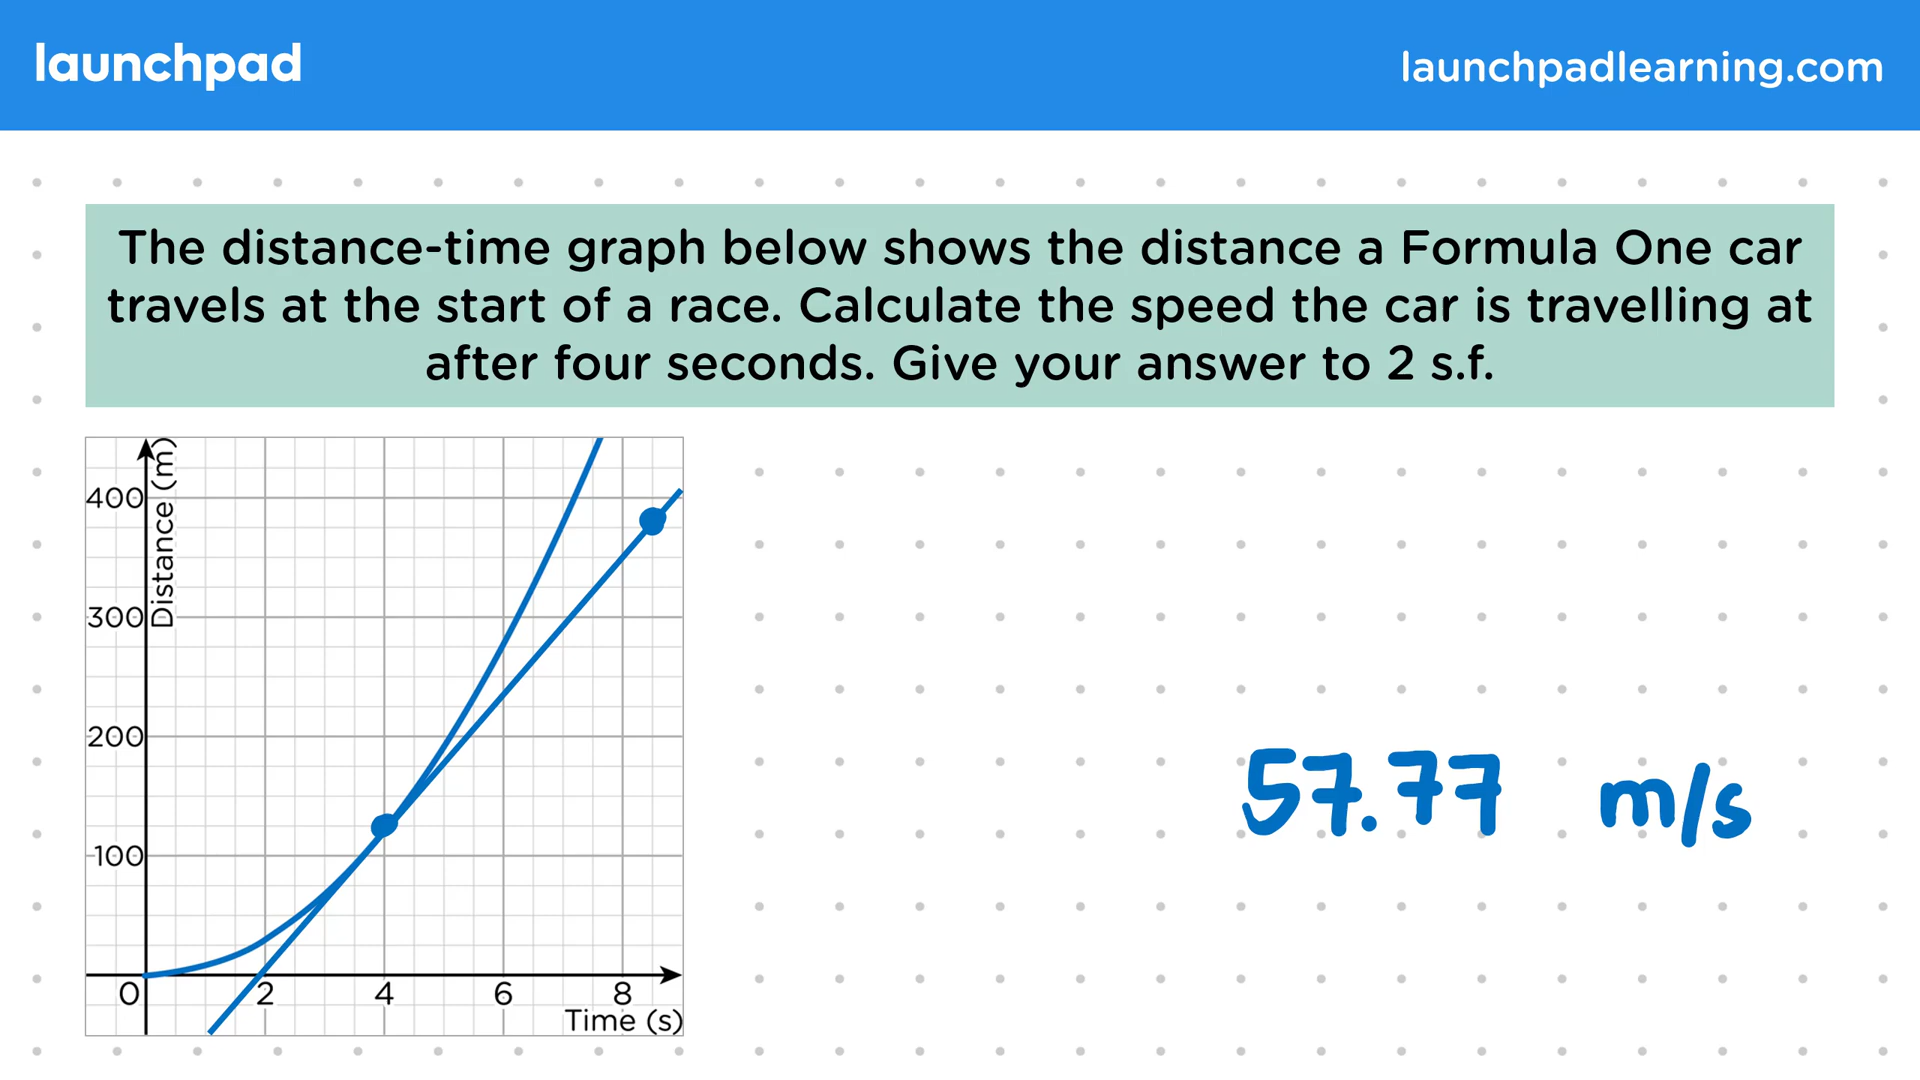 launchpad
launchpadlearning.com
The distance-time graph below shows the distance a Formula One car
travels at the start of a race. Calculate the speed the car is travelling at
after four seconds. Give your answer to 2 s.f.
Distance (m)
400
300
200
100
0
2
4
6
8
Time (s)
57.77 m/s